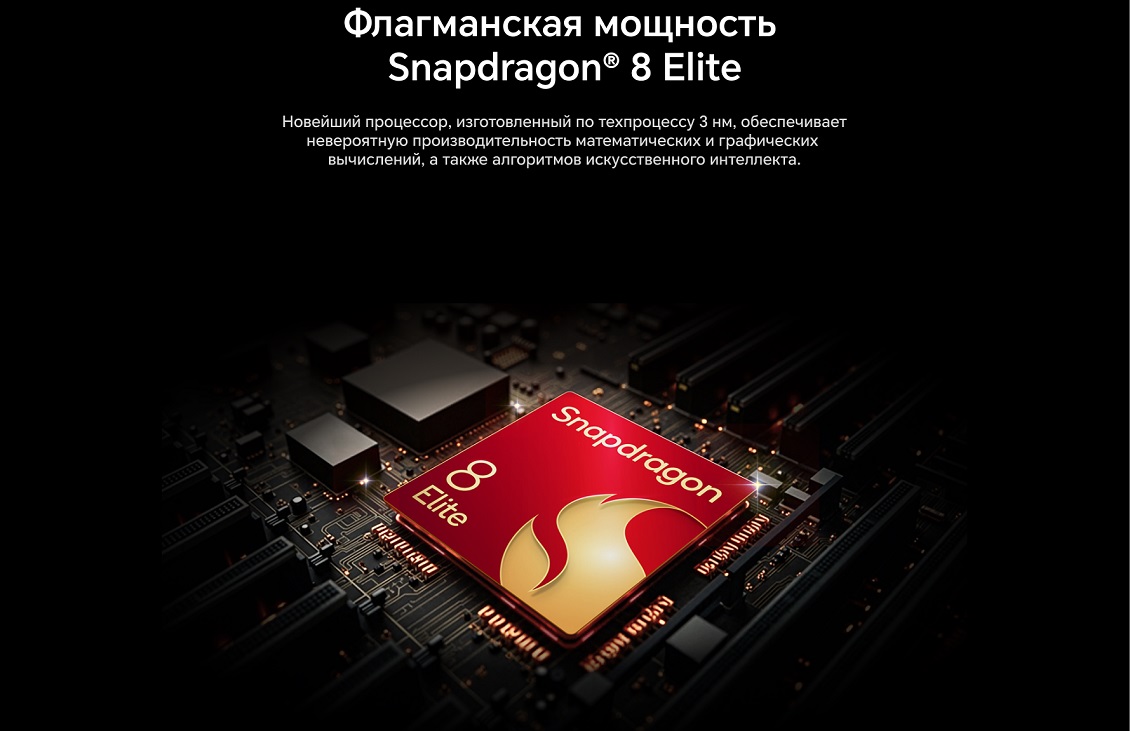 Флагманская мощность
Snapdragon® 8 Elite
Новейший процессор, изготовленный по техпроцессу 3 нм, обеспечивает
невероятную производительность математических и графических
вычислений, а также алгоритмов искусственного интеллекта.
Snapdragon
8
Elite